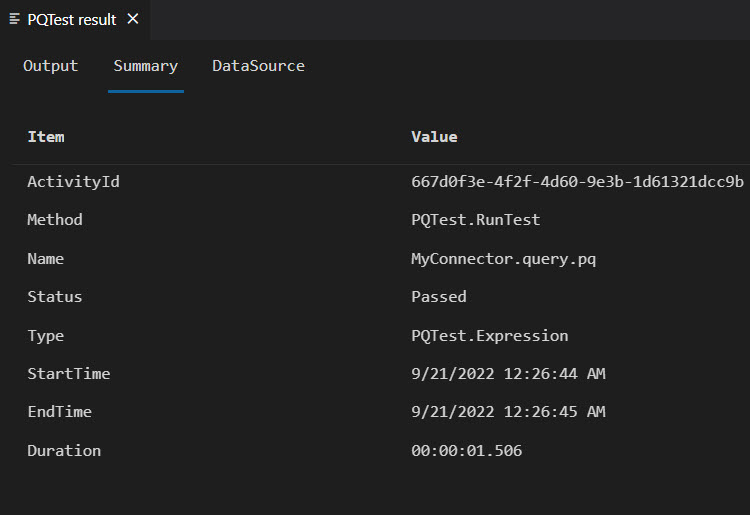 PQTest result
Output Summary DataSource
Item Value
ActivityId 667d0f3e-4f2f-4d60-9e3b-1d61321dcc9b
Method PQTest.RunTest
Name MyConnector.query.pq
Status Passed
Type PQTest.Expression
StartTime 9/21/2022 12:26:44 AM
EndTime 9/21/2022 12:26:45 AM
Duration 00:00:01.506